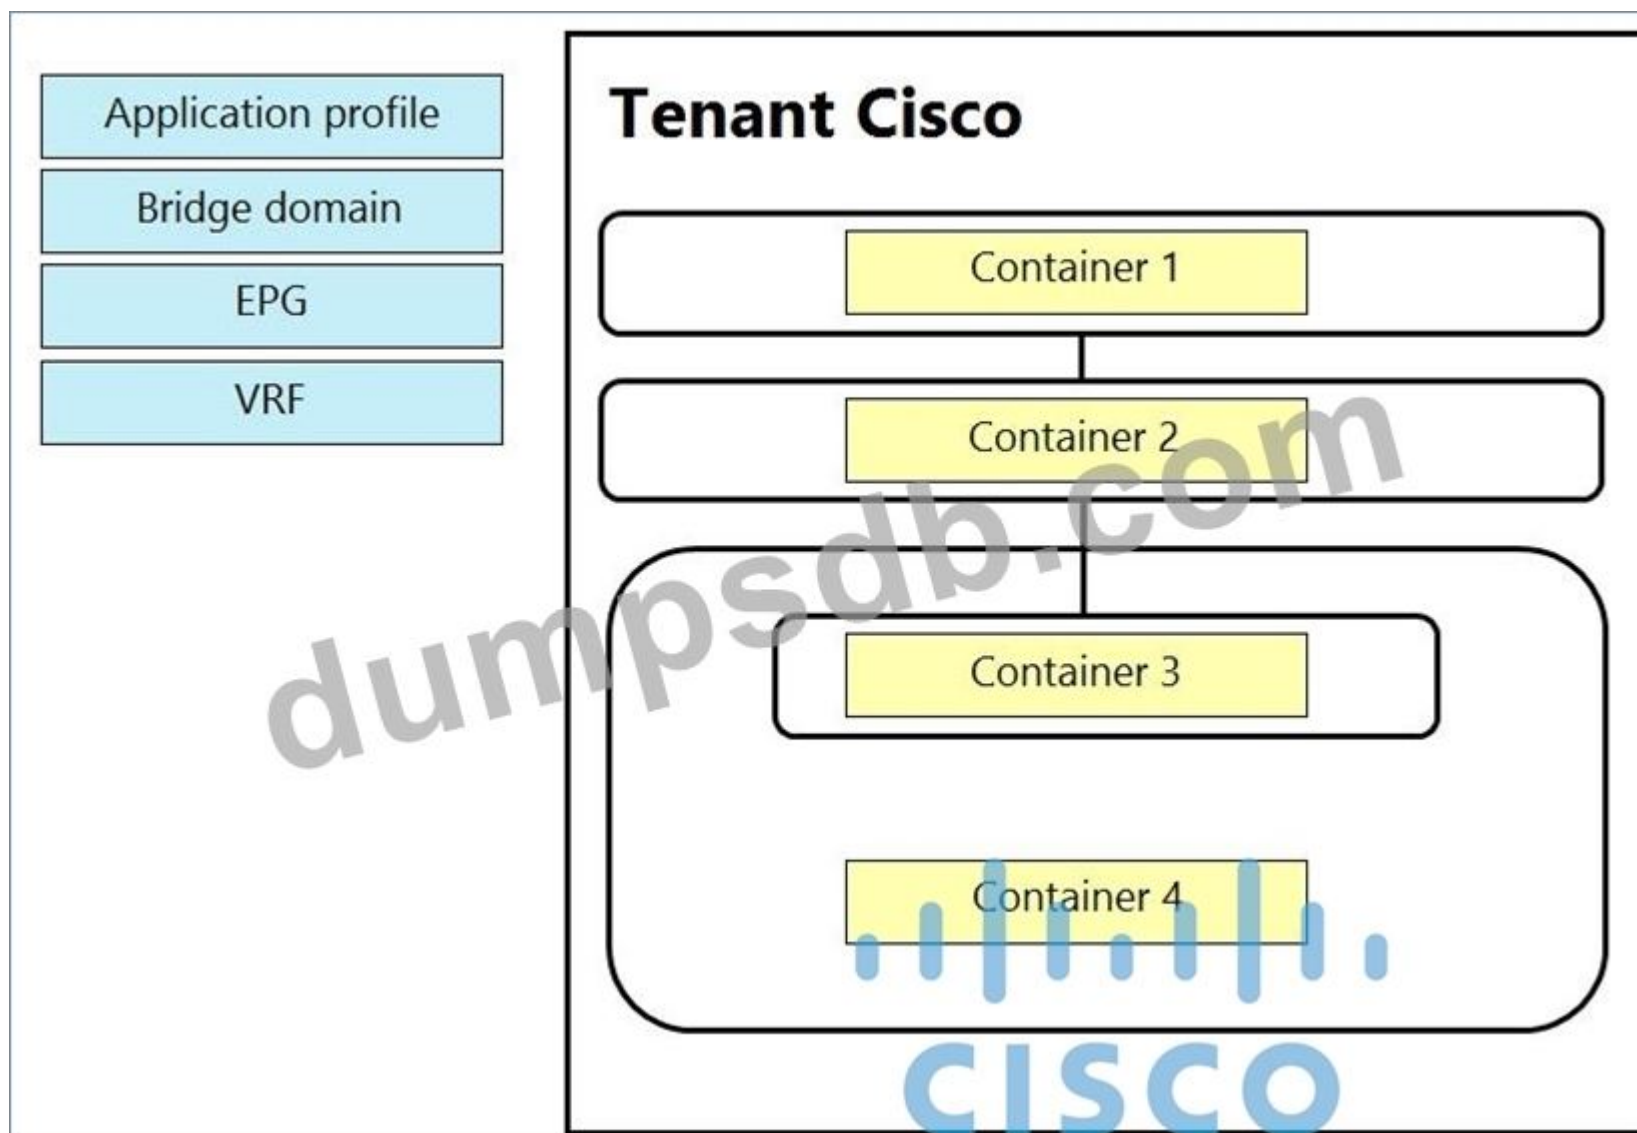 Application profile
Bridge domain
EPG
VRF
Tenant Cisco
Container 1
Container 2
Container 3
Container 4
dumpsdb.com
CISCO